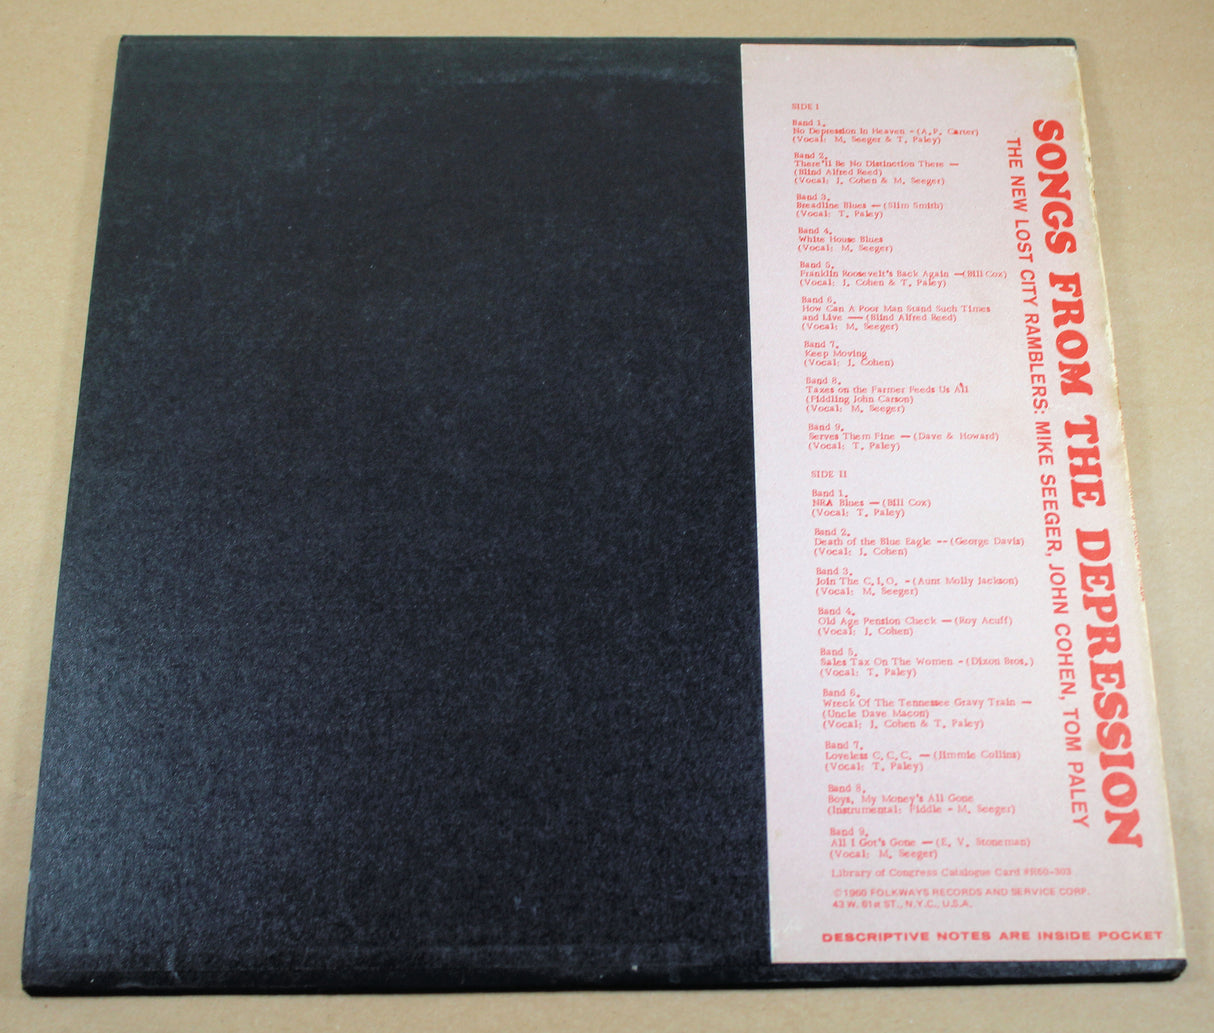 SONGS FROM THE DEPRESSION
THE NEW LOST CITY RAMBLERS: MIKE SEEGER, JOHN COHEN, TOM PALEY
SIDE I
Band 1.
No Depression In Heaven - (A.P. Carter)
(Vocal: M. Seeger & T. Paley)
Band 2.
There'll Be No Distinction There —
(Blind Alfred Reed)
(Vocal: J. Cohen & M. Seeger)
Band 3.
Breadline Blues — (Slim Smith)
(Vocal: T. Paley)
Band 4.
White House Blues
(Vocal: M. Seeger)
Band 5.
Franklin Roosevelt's Back Again — (Bill Cox)
(Vocal: J. Cohen & T. Paley)
Band 6.
How Can A Poor Man Stand Such Times
and Live — (Blind Alfred Reed)
(Vocal: M. Seeger)
Band 7.
Keep Moving
(Vocal: J. Cohen)
Band 8.
Taxes on the Farmer Feeds Us All
(Fiddling John Carson)
(Vocal: M. Seeger)
Band 9.
Serves Them Fine — (Dave & Howard)
(Vocal: T. Paley)
SIDE II
Band 1.
NRA Blues — (Bill Cox)
(Vocal: T. Paley)
Band 2.
Death of the Blue Eagle -- (George Davis)
(Vocal: J. Cohen)
Band 3.
Join The C.I.O. - (Aunt Molly Jackson)
(Vocal: M. Seeger)
Band 4.
Old Age Pension Check — (Roy Acuff)
(Vocal: J. Cohen)
Band 5.
Sales Tax On The Women - (Dixon Bros.)
(Vocal: T. Paley)
Band 6.
Wreck Of The Tennessee Gravy Train —
(Uncle Dave Macon)
(Vocal: J. Cohen & T. Paley)
Band 7.
Loveless C.C.C. — (Jimmie Collins)
(Vocal: T. Paley)
Band 8.
Boys, My Money's All Gone
(Instrumental: Fiddle - M. Seeger)
Band 9.
All I Got's Gone — (E. V. Stoneman)
(Vocal: M. Seeger)
Library of Congress Catalogue Card #R60-303
©1960 FOLKWAYS RECORDS AND SERVICE CORP.
43 W. 61st ST., N.Y.C., U.S.A.
DESCRIPTIVE NOTES ARE INSIDE POCKET